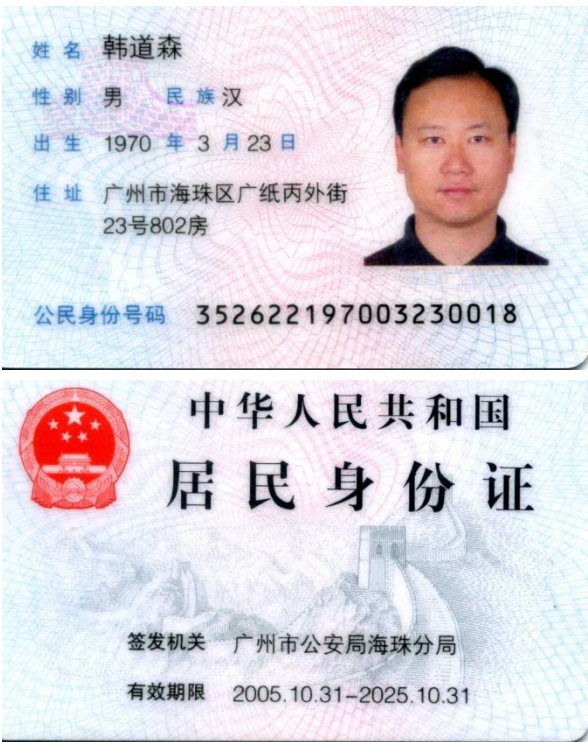 姓名 韩道森
性别 男 民族 汉
出生 1970 年 3 月 23 日
住址 广州市海珠区广纸丙外街
23号802房
公民身份号码 352622197003230018
中华人民共和国
居民身份证
签发机关 广州市公安局海珠分局
有效期限 2005.10.31-2025.10.31